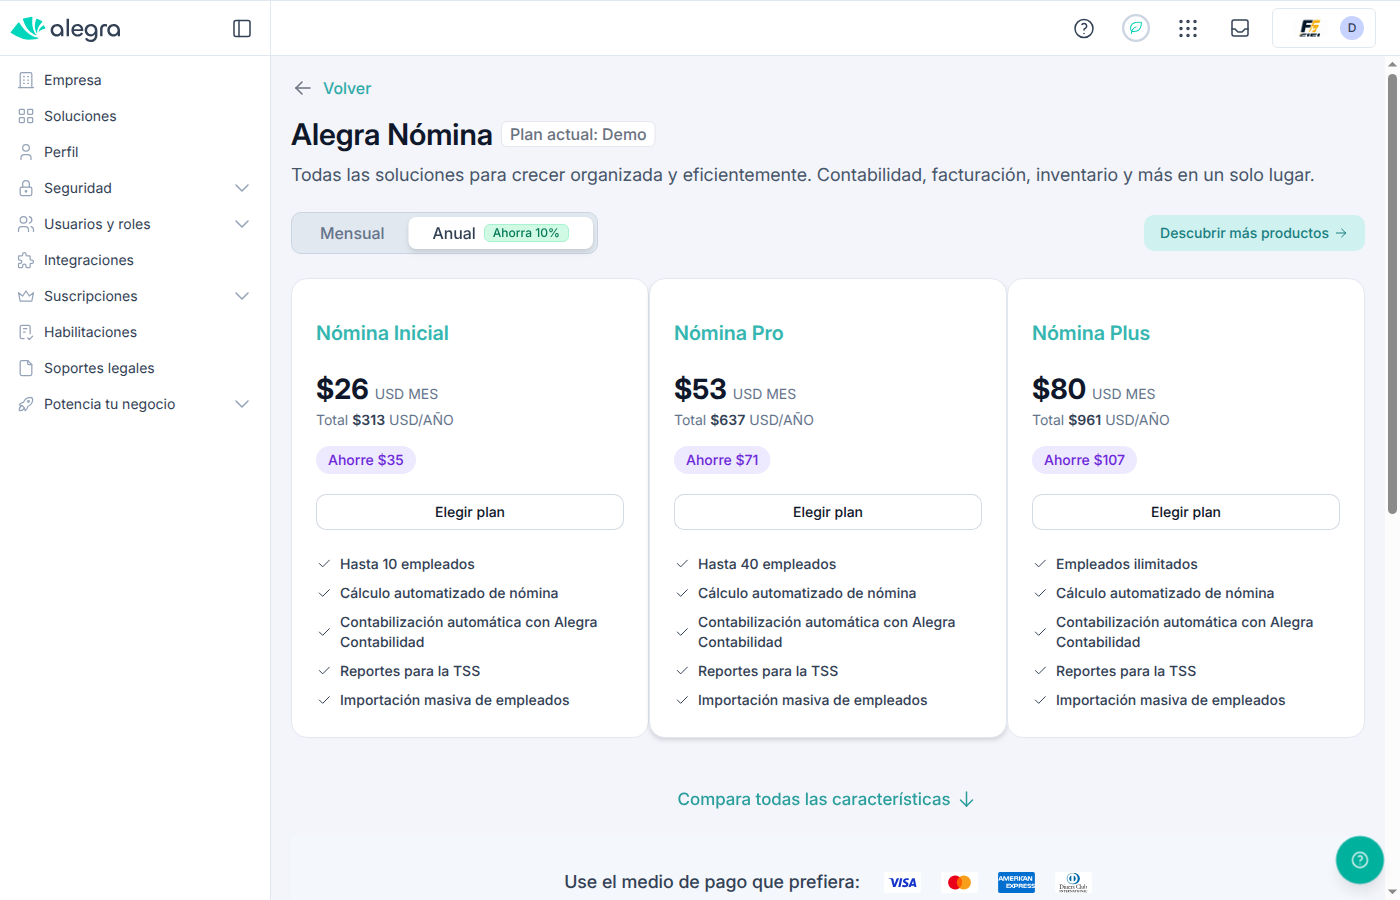 alegra
D
Empresa
Soluciones
Perfil
Seguridad
Usuarios y roles
Integraciones
Suscripciones
Habilitaciones
Soportes legales
Potencia tu negocio
Volver
Alegra Nómina
Plan actual: Demo
Todas las soluciones para crecer organizada y eficientemente. Contabilidad, facturación, inventario y más en un solo lugar.
Mensual
Anual
Ahorra 10%
Descubrir más productos
Nómina Inicial
$26 USD MES
Total $313 USD/AÑO
Ahorre $35
Elegir plan
Hasta 10 empleados
Cálculo automatizado de nómina
Contabilización automática con Alegra
Contabilidad
Reportes para la TSS
Importación masiva de empleados
Nómina Pro
$53 USD MES
Total $637 USD/AÑO
Ahorre $71
Elegir plan
Hasta 40 empleados
Cálculo automatizado de nómina
Contabilización automática con Alegra
Contabilidad
Reportes para la TSS
Importación masiva de empleados
Nómina Plus
$80 USD MES
Total $961 USD/AÑO
Ahorre $107
Elegir plan
Empleados ilimitados
Cálculo automatizado de nómina
Contabilización automática con Alegra
Contabilidad
Reportes para la TSS
Importación masiva de empleados
Compara todas las características
Use el medio de pago que prefiera:
VISA
AMERICAN
EXPRESS
Diners Club
INTERNATIONAL